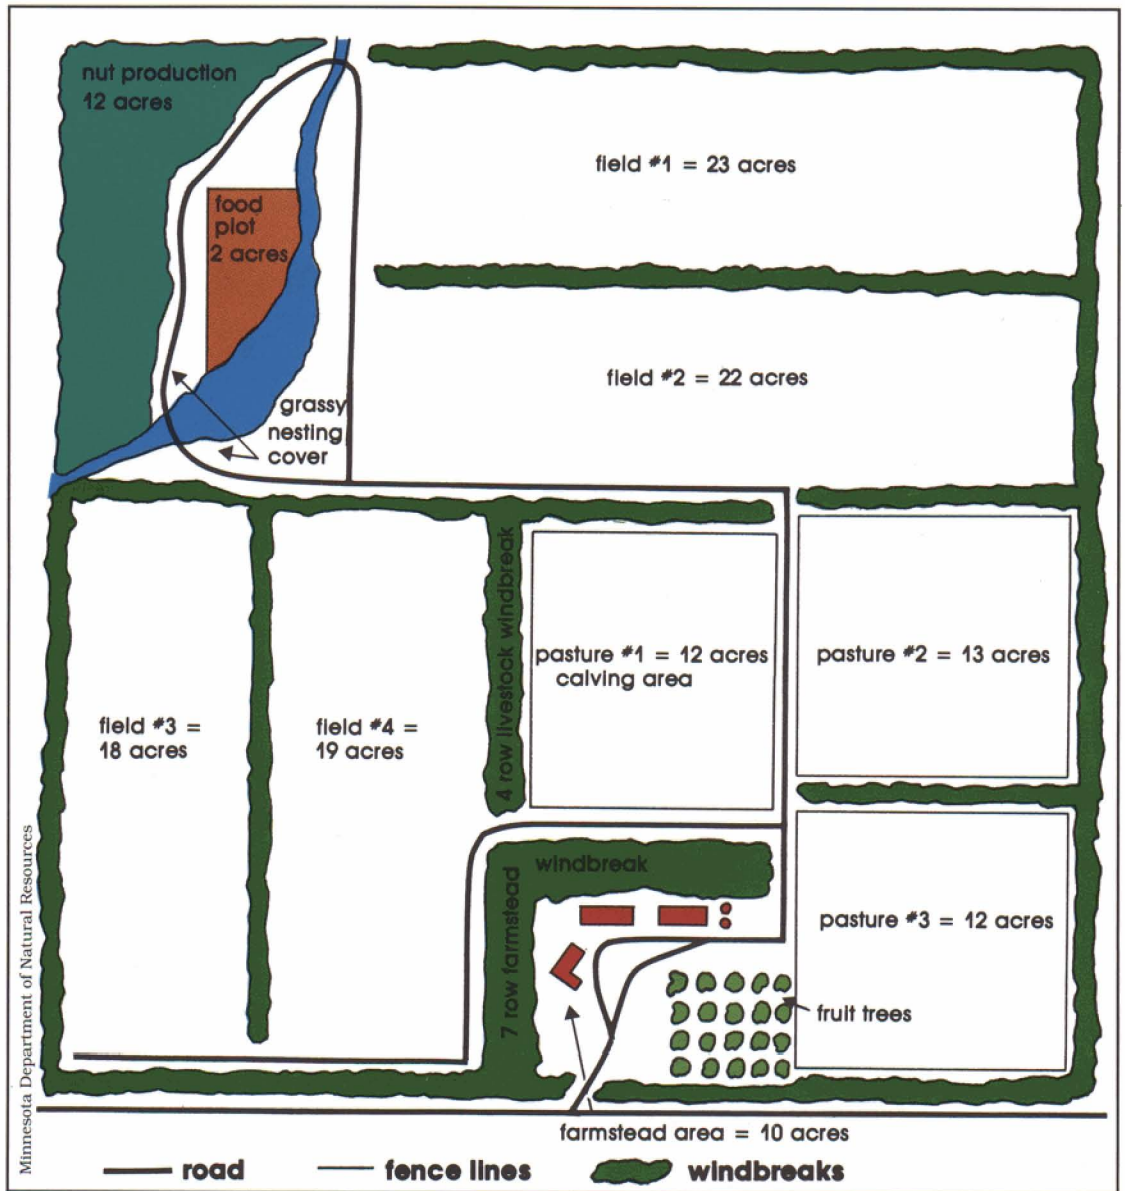 nut production
12 acres
field #1 = 23 acres
food
plot
2 acres
field #2 = 22 acres
grassy
nesting
cover
4 row livestock windbreak
pasture #1 = 12 acres
calving area
pasture #2 = 13 acres
field #3 =
18 acres
field #4 =
19 acres
windbreak
7 row farmstead
pasture #3 = 12 acres
fruit trees
farmstead area = 10 acres
road
fence lines
windbreaks
Minnesota Department of Natural Resources